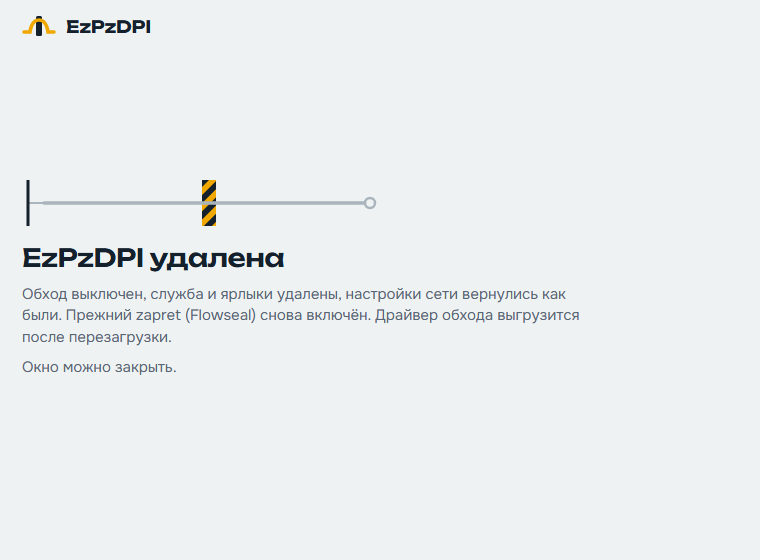 EzPzDPI
EzPzDPI удалена
Обход выключен, служба и ярлыки удалены, настройки сети вернулись как
были. Прежний zapret (Flowseal) снова включён. Драйвер обхода выгрузится
после перезагрузки.
Окно можно закрыть.